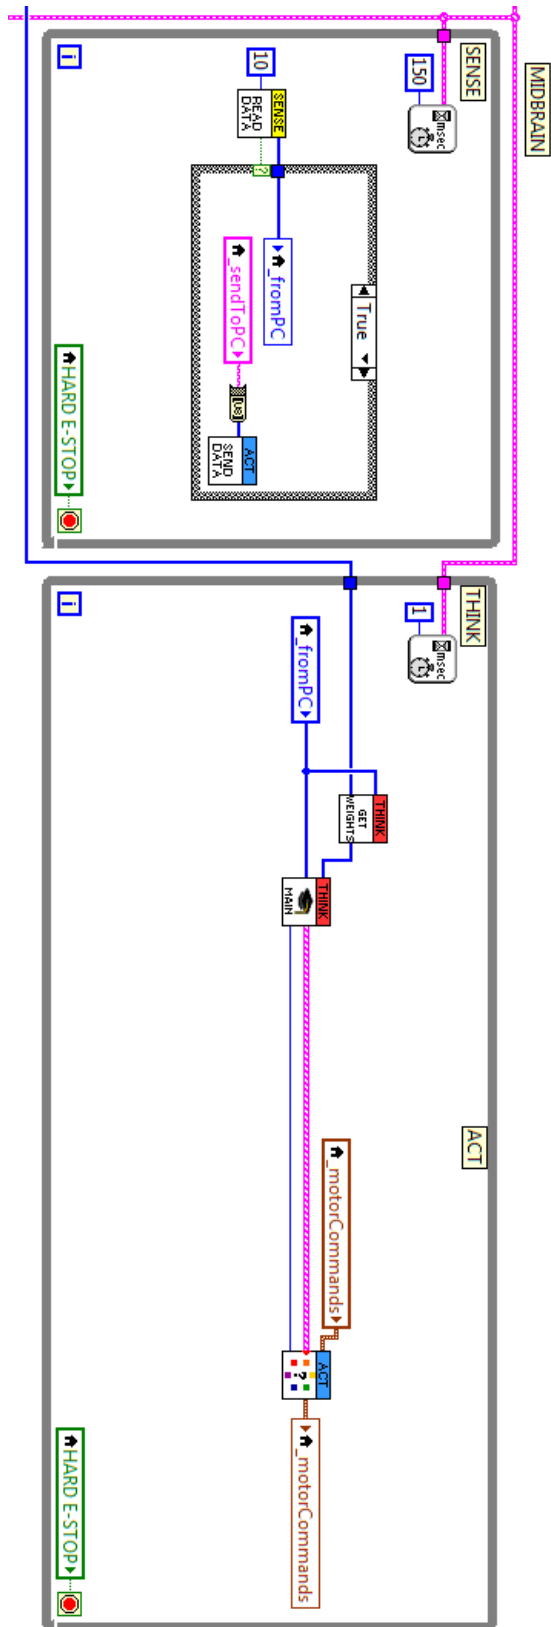 MIDBRAIN
SENSE
150
msec
i
10
SENSE
READ
DATA
?
True
_fromPC
_sendToPC
[U8]
ACT
SEND
DATA
HARD E-STOP
THINK
1
msec
i
_fromPC
THINK
GET
WEIGHTS
THINK
MAIN
ACT
_motorCommands
ACT
?
_motorCommands
HARD E-STOP